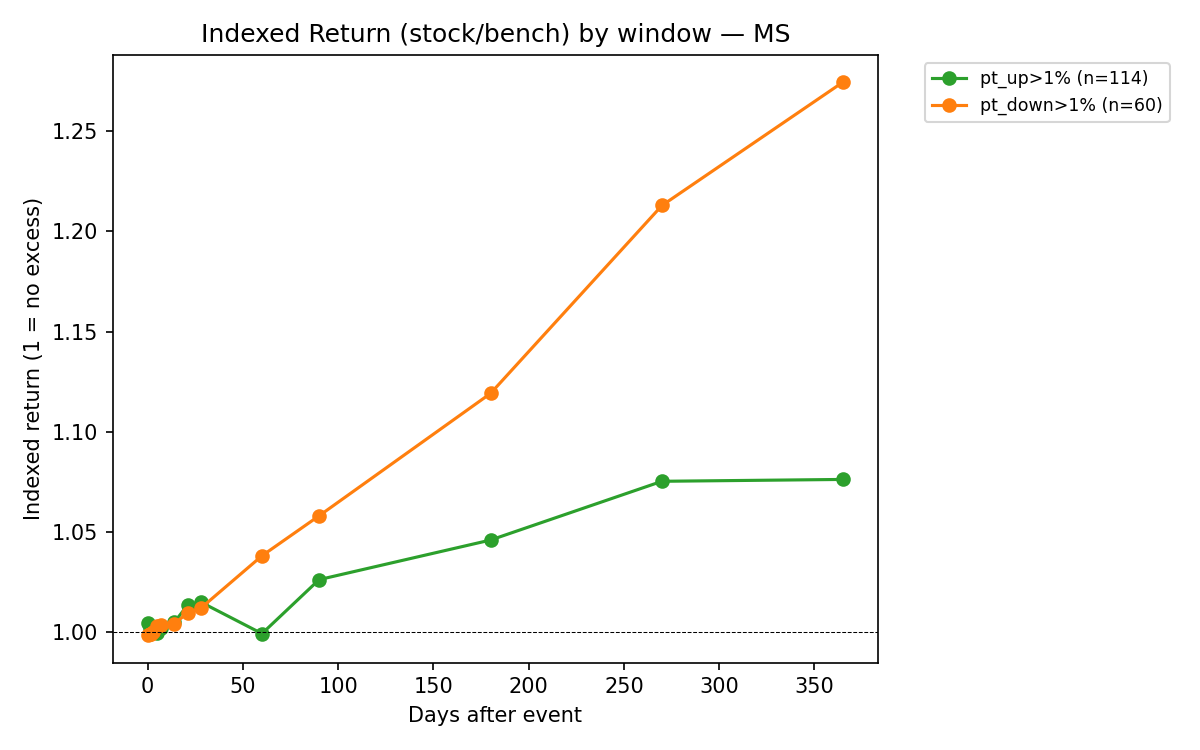 Indexed Return (stock/bench) by window — MS
pt_up>1% (n=114)
pt_down>1% (n=60)
Indexed return (1 = no excess)
1.25
1.20
1.15
1.10
1.05
1.00
0 50 100 150 200 250 300 350
Days after event